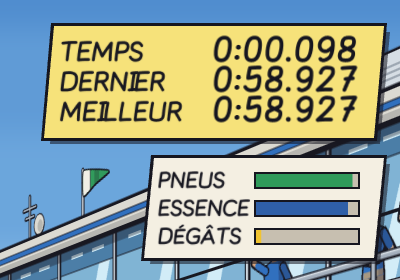 TEMPS 0:00.098
DERNIER 0:58.927
MEILLEUR 0:58.927
PNEUS
ESSENCE
DÉGÂTS